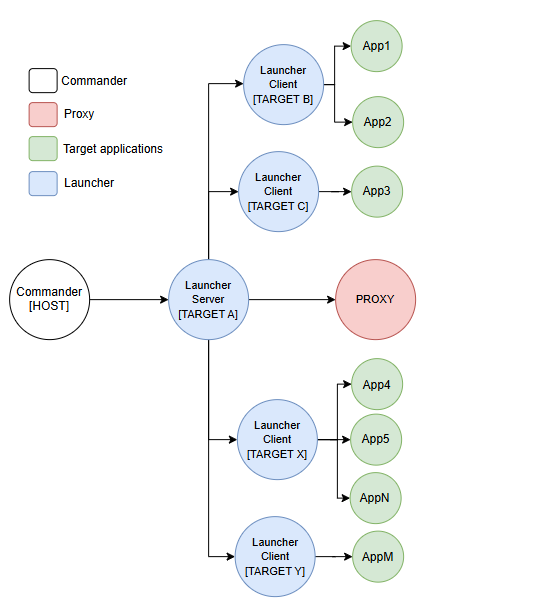 Commander
Proxy
Target applications
Launcher
Launcher
Client
[TARGET B]
App1
App2
Launcher
Client
[TARGET C]
App3
Commander
[HOST]
Launcher
Server
[TARGET A]
PROXY
Launcher
Client
[TARGET X]
App4
App5
AppN
Launcher
Client
[TARGET Y]
AppM